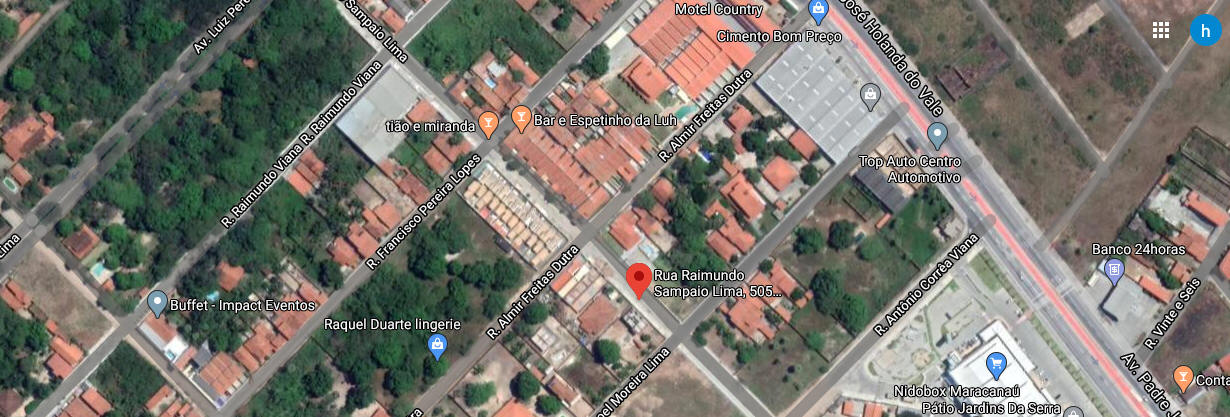 Motel Country
Cimento Bom Preço
José Holanda do Vale
h
Av. Luiz Pere
Sampaio Lima
R. Raimundo Viana
R. Raimundo Viana
tião e miranda
Bar e Espetinho da Luh
R. Almir Freitas Dutra
Top Auto Centro
Automotivo
R. Francisco Pereira Lopes
Lima
Rua Raimundo
Sampaio Lima, 505...
R. Antônio Corrêa Viana
Banco 24horas
R. Vinte e Seis
Buffet - Impact Eventos
Raquel Duarte lingerie
R. Almir Freitas Dutra
el Moreira Lima
Av. Padre
Nidobox Maracanaú
Pátio Jardins Da Serra
Conta